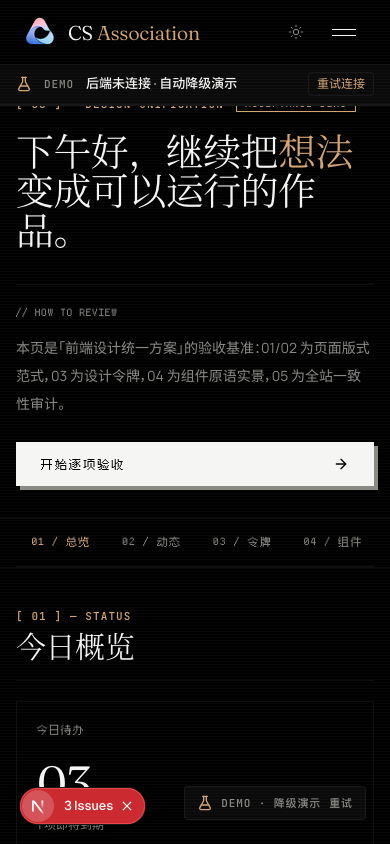 CS Association
DEMO 后端未连接 · 自动降级演示 重试连接
下午好，继续把想法
变成可以运行的作
品。
// HOW TO REVIEW
本页是「前端设计统一方案」的验收基准：01/02 为页面版式
范式，03 为设计令牌，04 为组件原语实景，05 为全站一致
性审计。
开始逐项验收
01 / 总览 02 / 动态 03 / 令牌 04 / 组件
[ 01 ] — STATUS
今日概览
今日待办
03
1 项即将到期
3 Issues
DEMO · 降级演示 重试